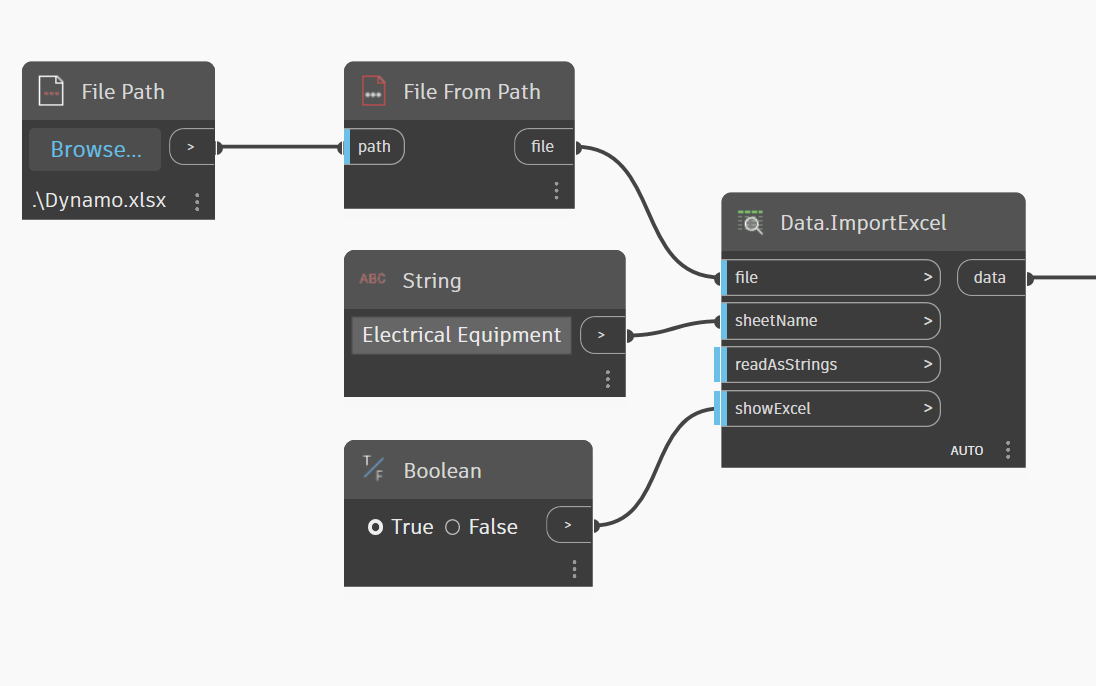 File Path
Browse...
>
.\Dynamo.xlsx
File From Path
path
file
ABC
String
Electrical Equipment
>
T
F
Boolean
True
False
>
Data.ImportExcel
file >
data
sheetName >
readAsStrings >
showExcel >
AUTO